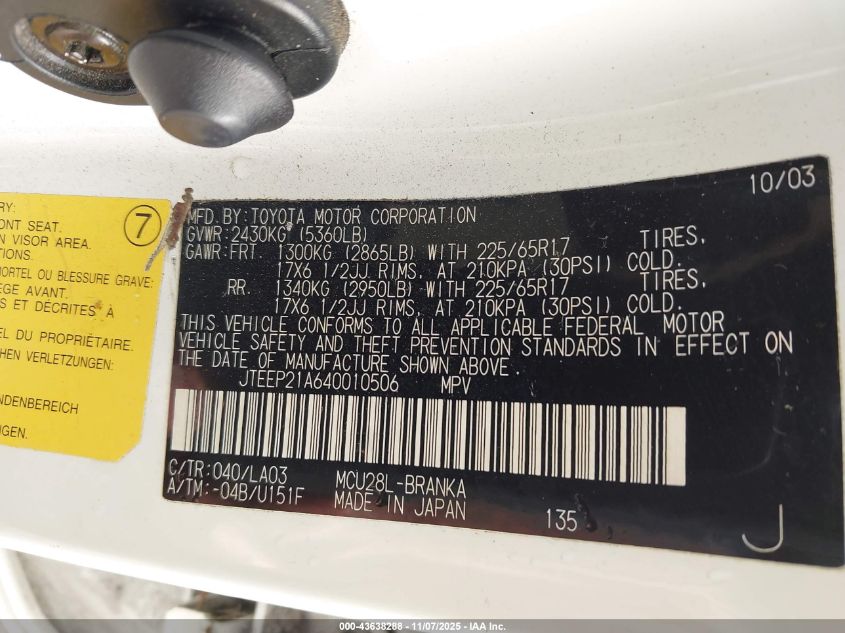 RY:
ONT SEAT.
N VISOR AREA.
TIONS.
MORTEL OU BLESSURE GRAVE:
ÈGE AVANT.
S ET DÉCRITES À
EL DU PROPRIÉTAIRE.
CHEN VERLETZUNGEN:
NDENBEREICH
UNGEN.
7
10/03
MFD. BY: TOYOTA MOTOR CORPORATION
GVWR: 2430KG (5360LB)
GAWR: FRT. 1300KG (2865LB) WITH 225/65R17 TIRES,
17X6 1/2JJ RIMS, AT 210KPA (30PSI) COLD.
RR. 1340KG (2950LB) WITH 225/65R17 TIRES,
17X6 1/2JJ RIMS, AT 210KPA (30PSI) COLD.
THIS VEHICLE CONFORMS TO ALL APPLICABLE FEDERAL MOTOR
VEHICLE SAFETY AND THEFT PREVENTION STANDARDS IN EFFECT ON
THE DATE OF MANUFACTURE SHOWN ABOVE.
JTEEP21A640010506 MPV
C/TR: 040/LA03 MCU28L-BRANKA
A/TM: -04B/U151F MADE IN JAPAN
135 J
000-43638288 - 11/07/2025 - IAA Inc.